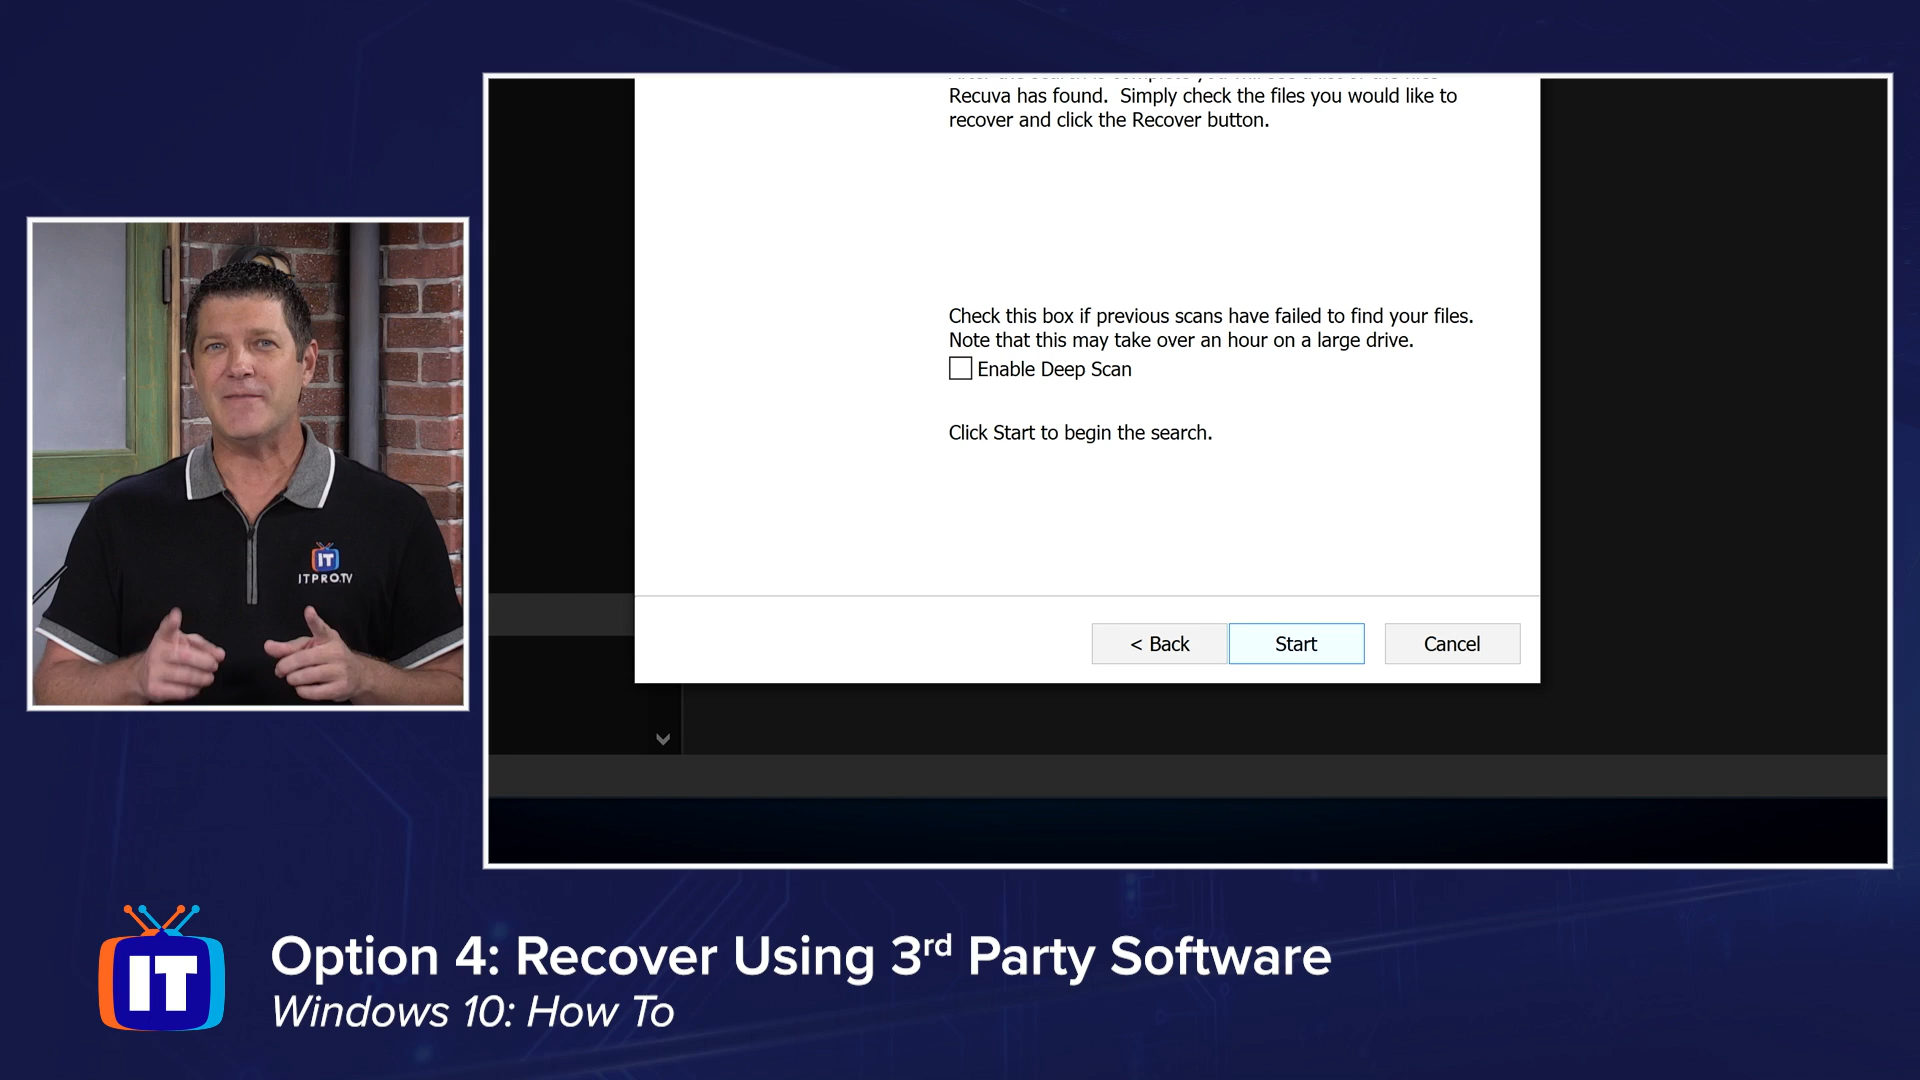 Recuva has found. Simply check the files you would like to
recover and click the Recover button.
Check this box if previous scans have failed to find your files.
Note that this may take over an hour on a large drive.
Enable Deep Scan
Click Start to begin the search.
< Back
Start
Cancel
IT
ITPRO.TV
IT
Option 4: Recover Using 3rd Party Software
Windows 10: How To